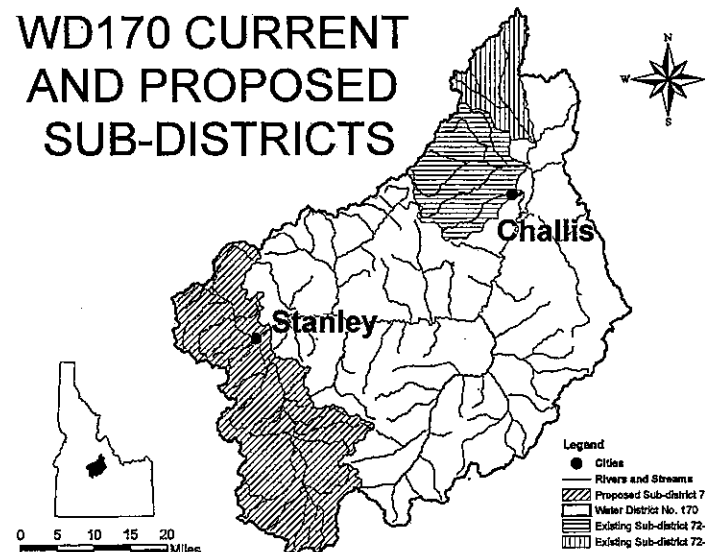 WD170 CURRENT
AND PROPOSED
SUB-DISTRICTS
N
W
E
S
Challis
Stanley
Legend
Cities
Rivers and Streams
Proposed Sub-district 7
Water District No. 170
Existing Sub-district 72-
Existing Sub-district 72-
0 5 10 15 20
Miles